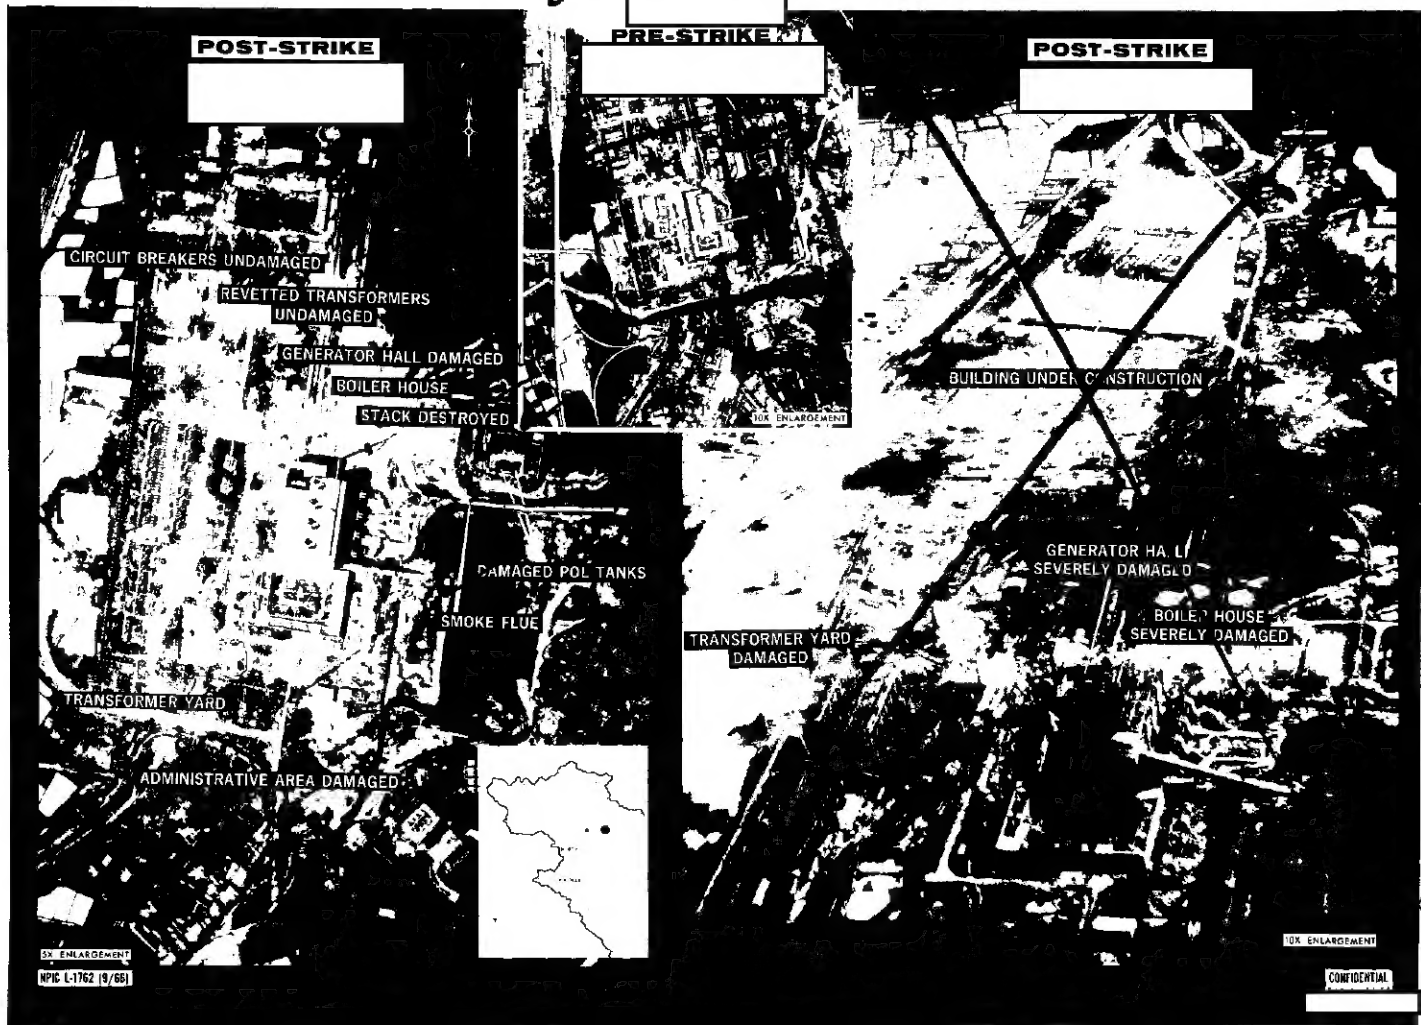 POST-STRIKE
PRE-STRIKE
POST-STRIKE
N
CIRCUIT BREAKERS UNDAMAGED
REVETTED TRANSFORMERS
UNDAMAGED
GENERATOR HALL DAMAGED
BOILER HOUSE
STACK DESTROYED
DAMAGED POL TANKS
SMOKE FLUE
TRANSFORMER YARD
ADMINISTRATIVE AREA DAMAGED
5X ENLARGEMENT
NPIC L-1762 (9/66)
10X ENLARGEMENT
BUILDING UNDER CONSTRUCTION
GENERATOR HALL
SEVERELY DAMAGED
BOILER HOUSE
SEVERELY DAMAGED
TRANSFORMER YARD
DAMAGED
10X ENLARGEMENT
CONFIDENTIAL